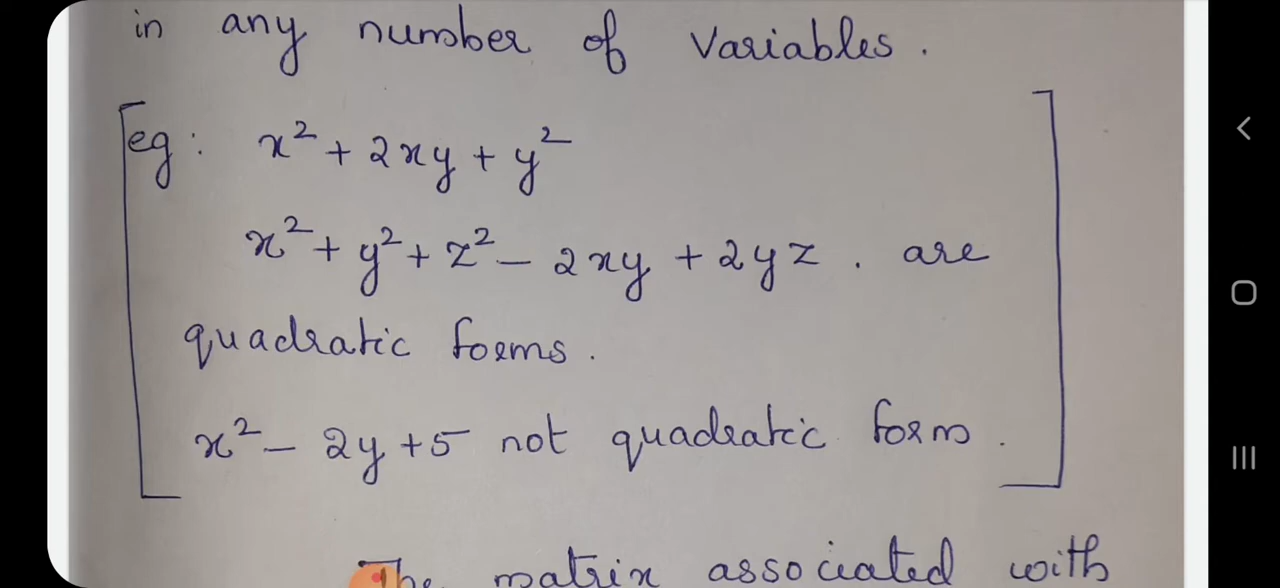 in any number of Variables.
eg: x² + 2xy + y²
x² + y² + z² - 2xy + 2yz. are
quadratic forms.
x² - 2y + 5 not quadratic form.
The matrix associated with